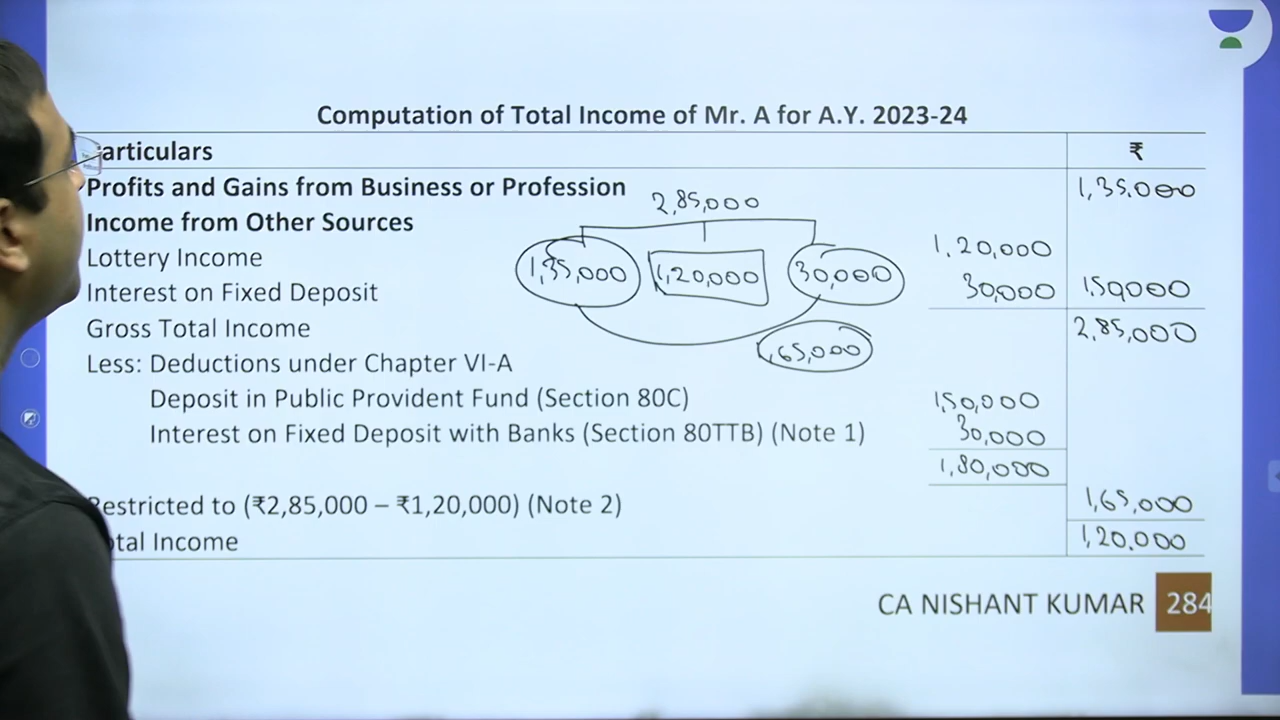 Computation of Total Income of Mr. A for A.Y. 2023-24
articulars ₹
Profits and Gains from Business or Profession 1,35,000
2,85,000
Income from Other Sources
Lottery Income 1,20,000
1,35,000 1,20,000 30,000
Interest on Fixed Deposit 30,000 1,50,000
Gross Total Income 2,85,000
1,65,000
Less: Deductions under Chapter VI-A
Deposit in Public Provident Fund (Section 80C) 1,50,000
Interest on Fixed Deposit with Banks (Section 80TTB) (Note 1) 30,000
1,80,000
Restricted to (₹2,85,000 – ₹1,20,000) (Note 2) 1,65,000
tal Income 1,20,000
CA NISHANT KUMAR 284